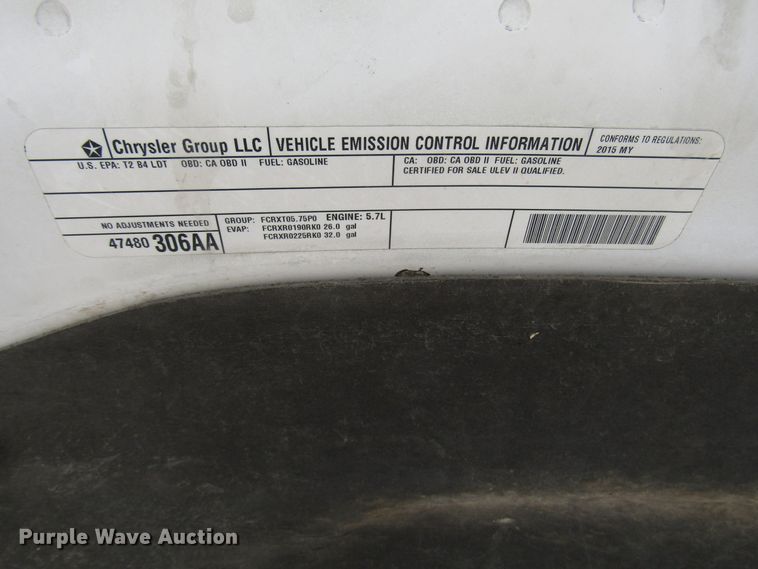 Chrysler Group LLC
VEHICLE EMISSION CONTROL INFORMATION
CONFORMS TO REGULATIONS:
2015 MY
U.S. EPA: T2 B4 LDT OBD: CA OBD II FUEL: GASOLINE
CA: OBD: CA OBD II FUEL: GASOLINE
CERTIFIED FOR SALE ULEV II QUALIFIED.
NO ADJUSTMENTS NEEDED
47480 306AA
GROUP: FCRXT05.75P0 ENGINE: 5.7L
EVAP: FCRXR0190RK0 26.0 gal
FCRXR0225RK0 32.0 gal
Purple Wave Auction